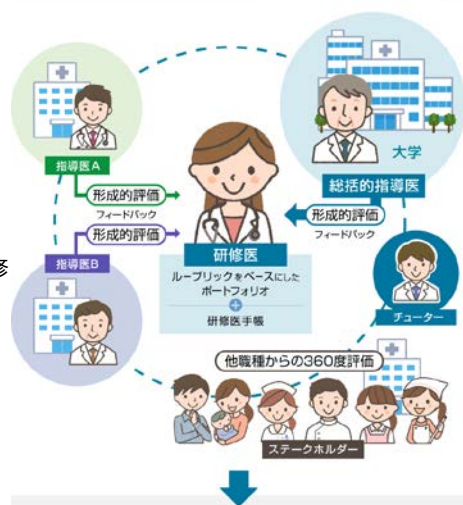 指導医A
形成的評価
フィードバック
形成的評価
指導医B
修
大学
総括的指導医
形成的評価
フィードバック
研修医
ルーブリックをベースにした
ポートフォリオ
+
研修医手帳
チューター
他職種からの360度評価
ステークホルダー